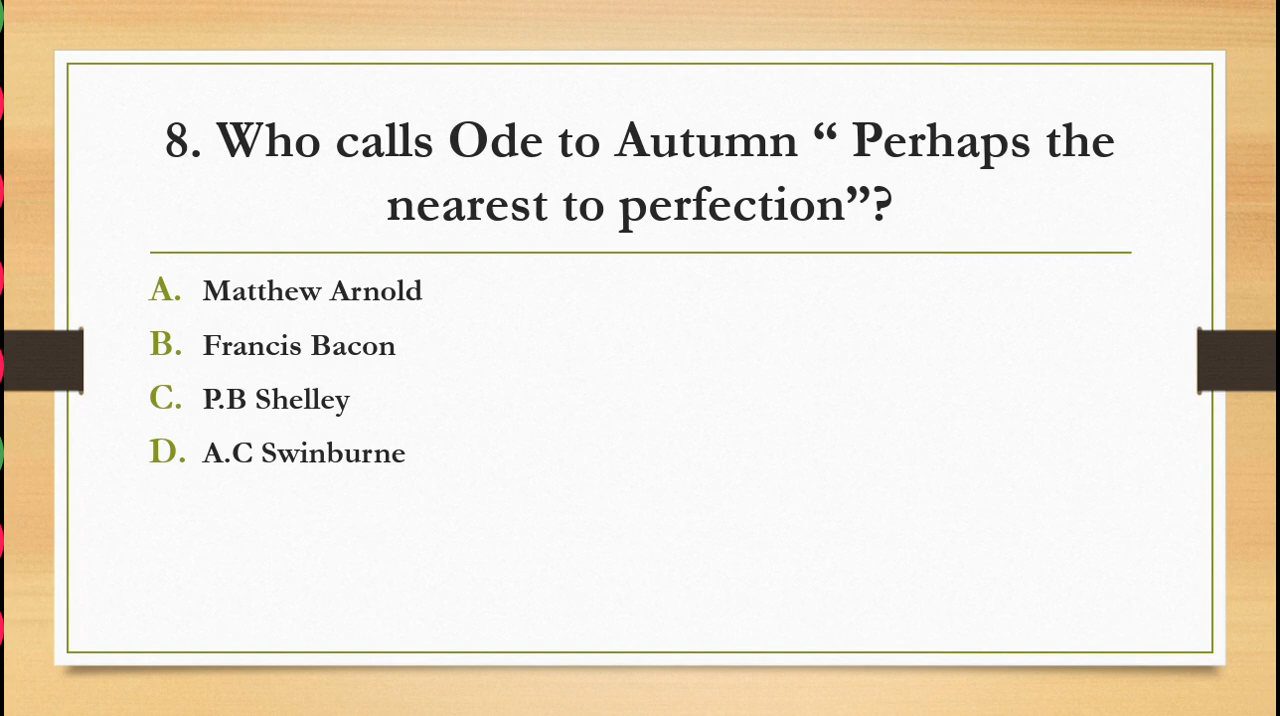 8. Who calls Ode to Autumn “ Perhaps the
nearest to perfection”?
A. Matthew Arnold
B. Francis Bacon
C. P.B Shelley
D. A.C Swinburne